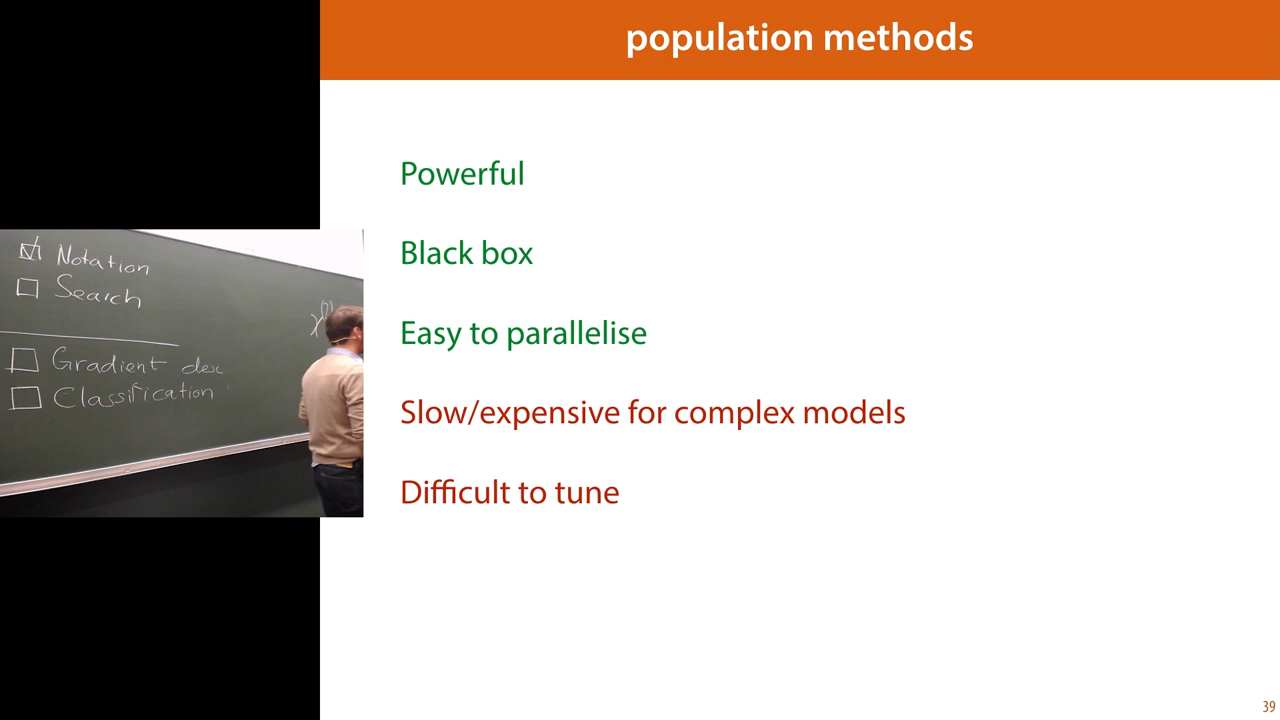 population methods
Powerful
Black box
Easy to parallelise
Slow/expensive for complex models
Difficult to tune
39
Notation
Search
Gradient
Classification